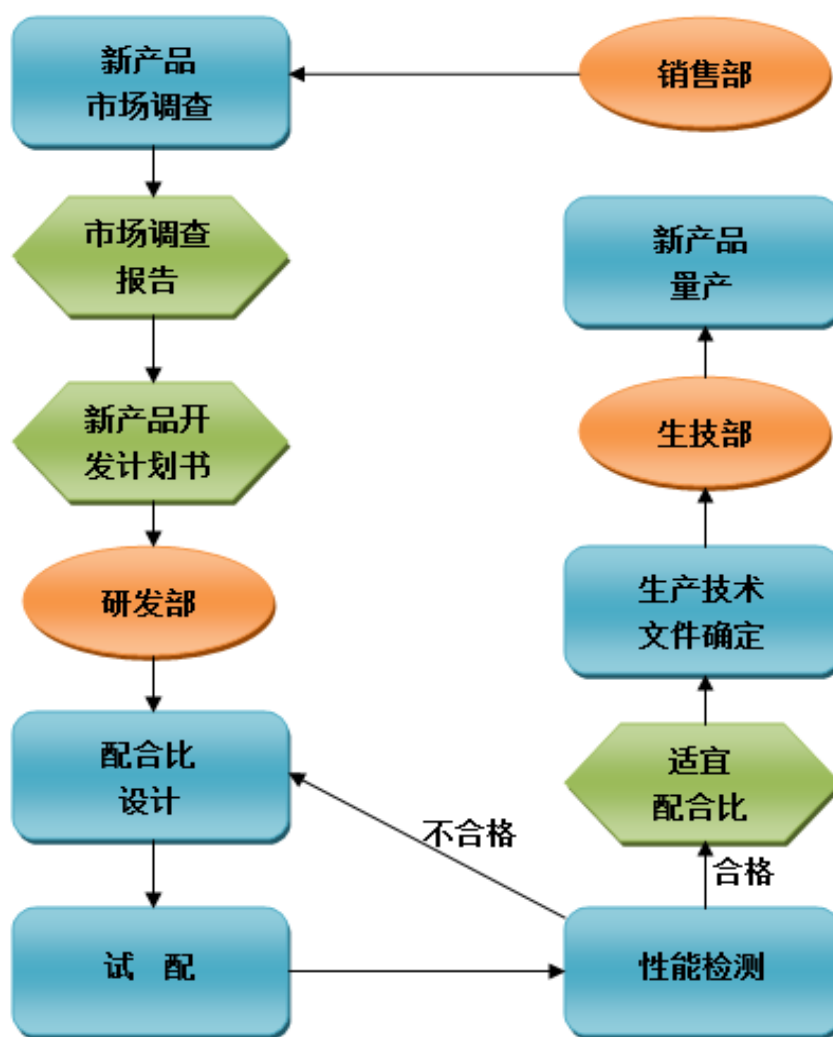 新产品
市场调查
销售部
市场调查
报告
新产品
量产
新产品开
发计划书
生技部
研发部
生产技术
文件确定
配合比
设计
适宜
配合比
不合格
合格
试 配
性能检测